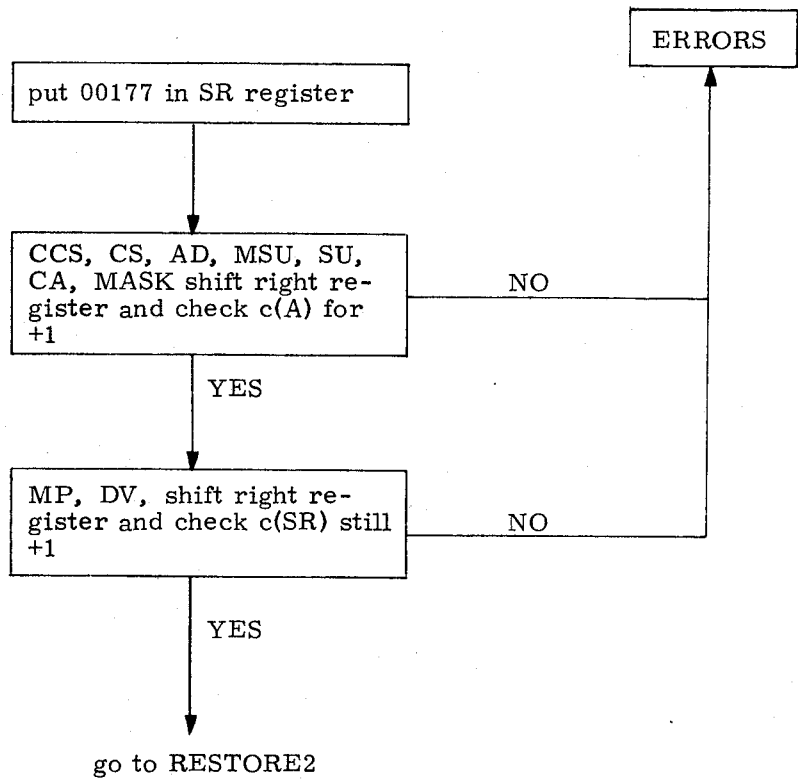 ERRORS
put 00177 in SR register
CCS, CS, AD, MSU, SU,
CA, MASK shift right re-
gister and check c(A) for
+1
NO
YES
MP, DV, shift right re-
gister and check c(SR) still
+1
NO
YES
go to RESTORE2